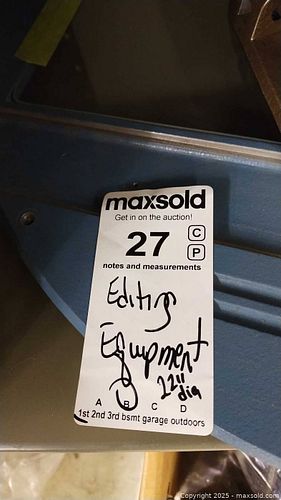 maxsold
Get in on the auction!
27
C
P
notes and measurements
Editing
Equipment
22"
dia
A B C D
1st 2nd 3rd bsmt garage outdoors
Copyright 2025 - maxsold.com